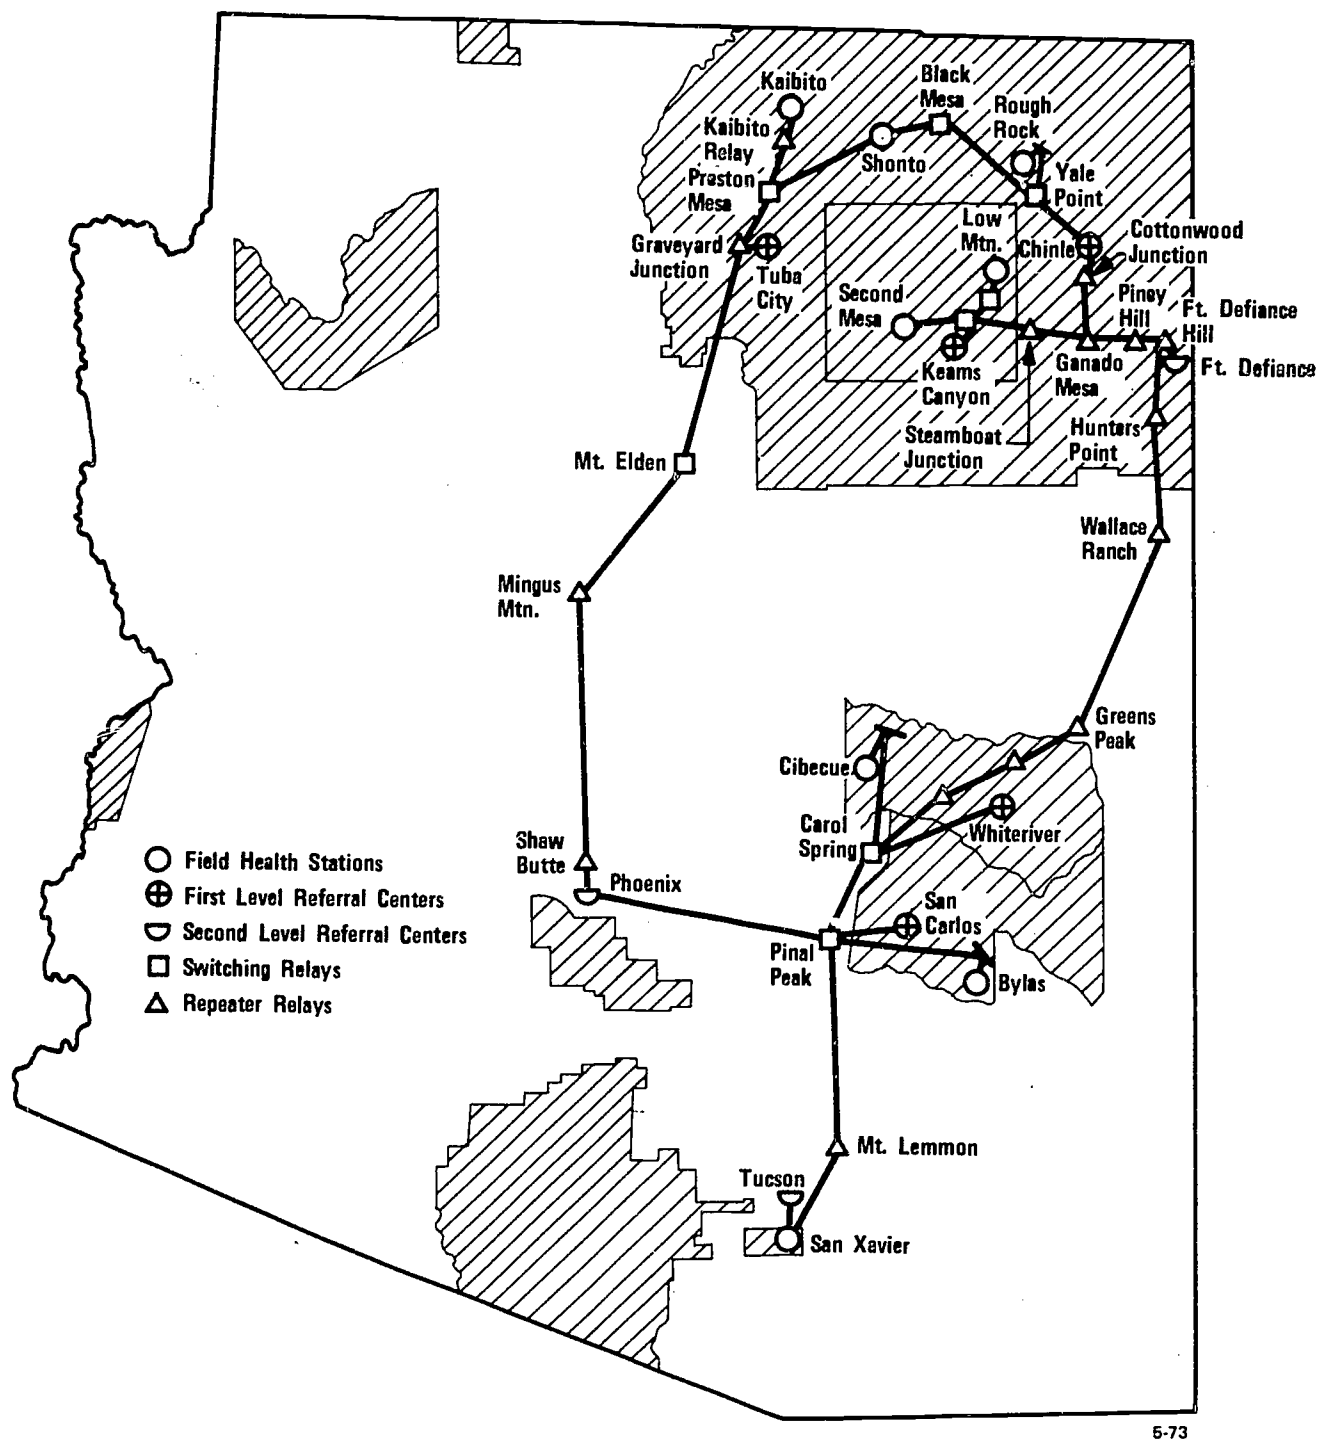 Kaibito
Black
Mesa
Rough
Rock
Kaibito
Relay
Shonto
Preston
Mesa
Yale
Point
Low
Mtn.
Chinle
Cottonwood
Junction
Graveyard
Junction
Tuba
City
Second
Mesa
Piney
Hill
Ft. Defiance
Hill
Keams
Canyon
Ganado
Mesa
Ft. Defiance
Steamboat
Junction
Hunters
Point
Mt. Elden
Wallace
Ranch
Mingus
Mtn.
Greens
Peak
Cibecue
Carol
Spring
Whiteriver
Shaw
Butte
Phoenix
San
Carlos
Pinal
Peak
Bylas
Field Health Stations
First Level Referral Centers
Second Level Referral Centers
Switching Relays
Repeater Relays
Mt. Lemmon
Tucson
San Xavier
5-73